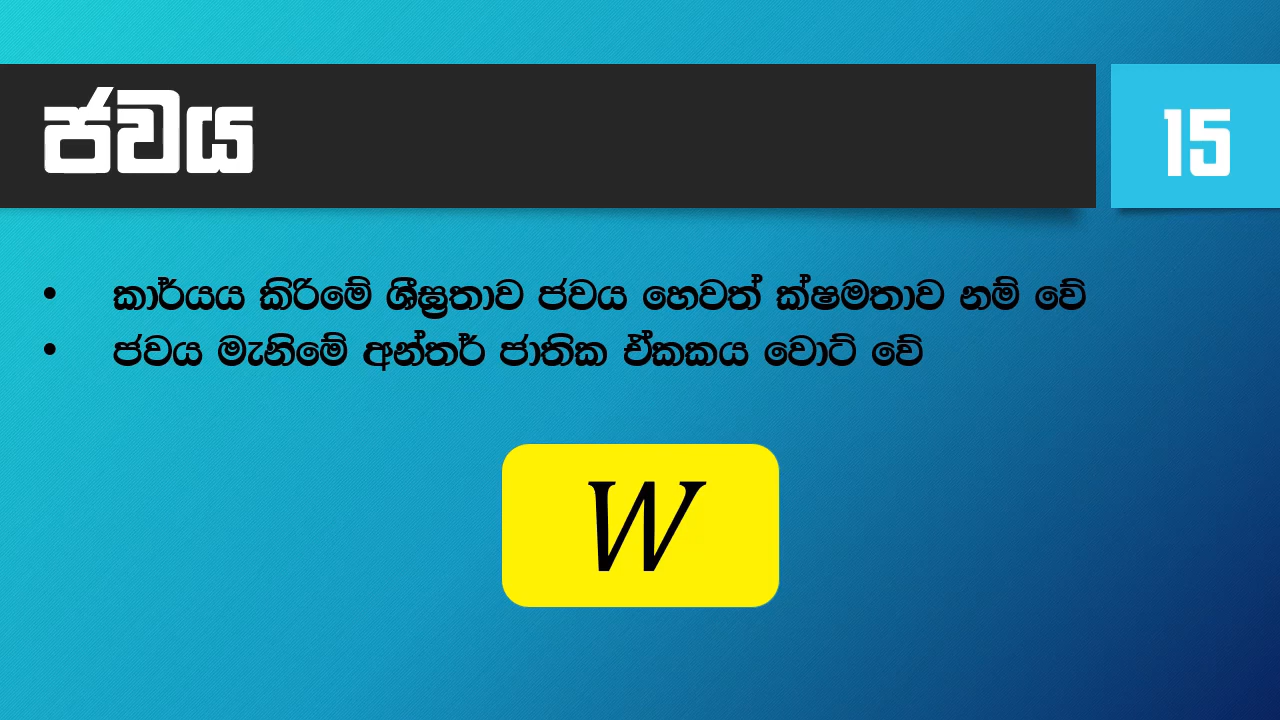 ජවය
15
• කාර්යය කිරිමේ ශීඝ්‍රතාව ජවය හෙවත් ක්ෂමතාව නම් වේ
• ජවය මැනිමේ අන්තර් ජාතික ඒකකය වොට් වේ
W